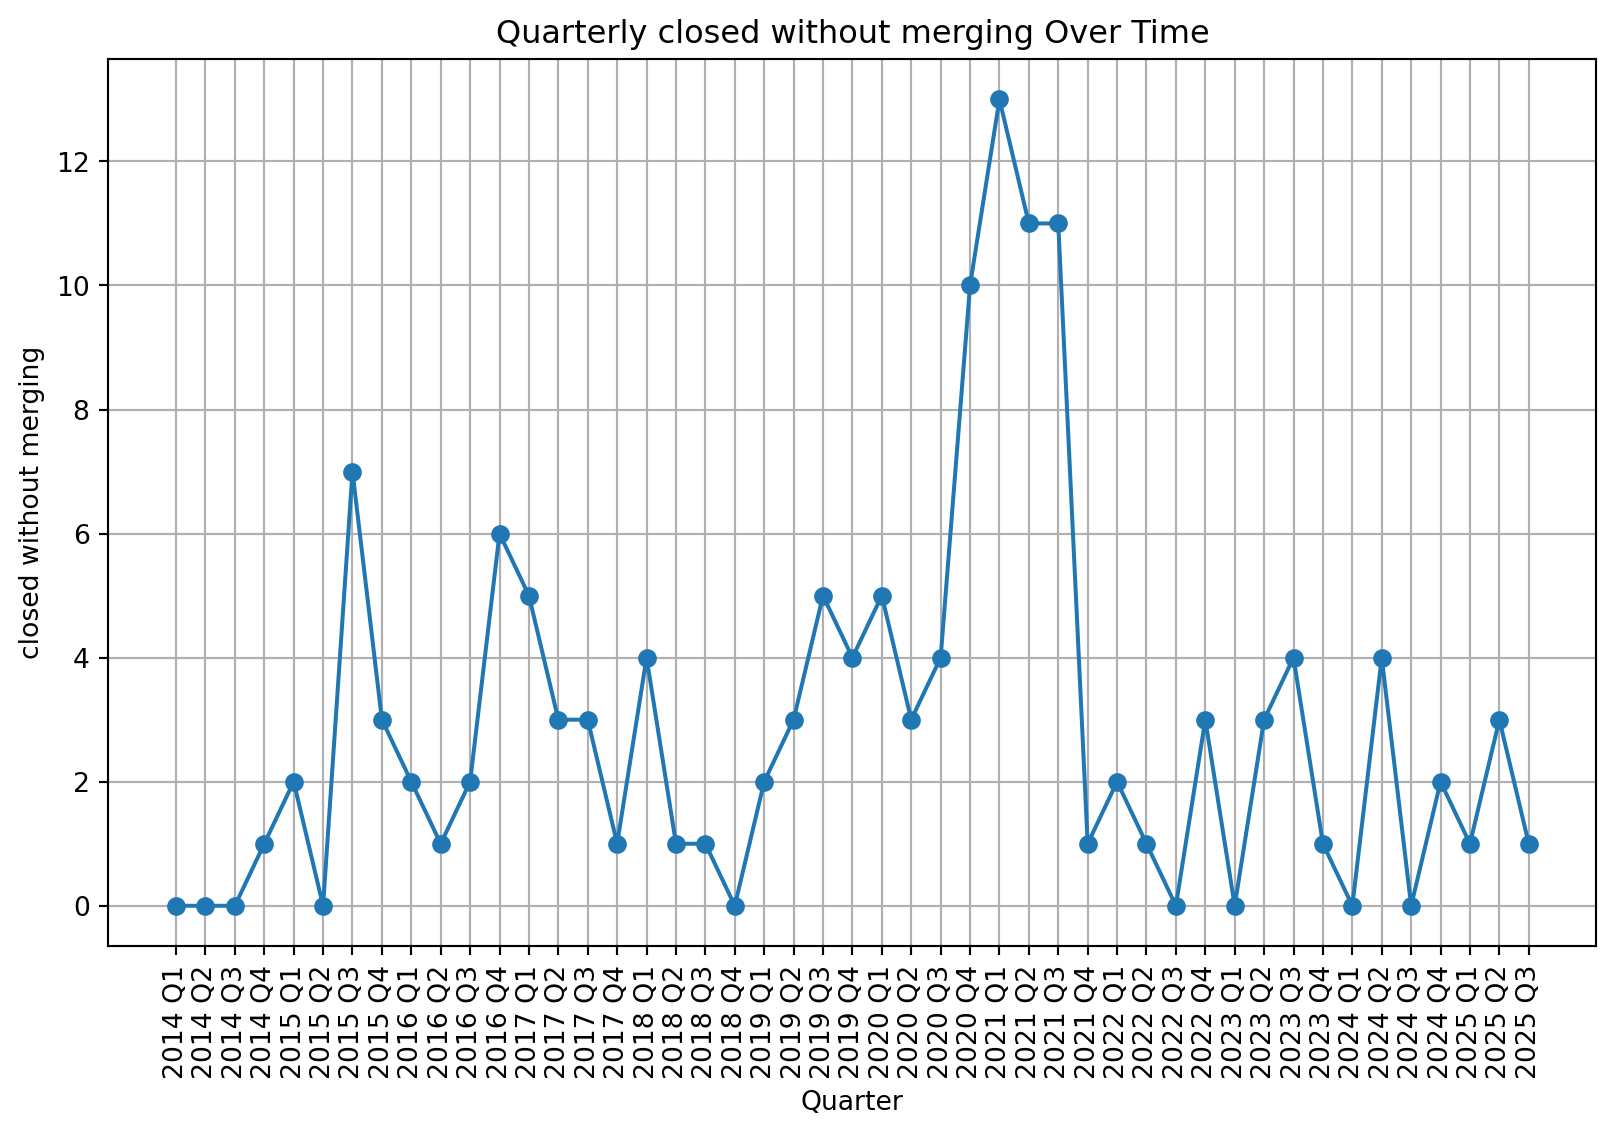 Quarterly closed without merging Over Time
closed without merging
12
10
8
6
4
2
0
2014 Q1
2014 Q2
2014 Q3
2014 Q4
2015 Q1
2015 Q2
2015 Q3
2015 Q4
2016 Q1
2016 Q2
2016 Q3
2016 Q4
2017 Q1
2017 Q2
2017 Q3
2017 Q4
2018 Q1
2018 Q2
2018 Q3
2018 Q4
2019 Q1
2019 Q2
2019 Q3
2019 Q4
2020 Q1
2020 Q2
2020 Q3
2020 Q4
2021 Q1
2021 Q2
2021 Q3
2021 Q4
2022 Q1
2022 Q2
2022 Q3
2022 Q4
2023 Q1
2023 Q2
2023 Q3
2023 Q4
2024 Q1
2024 Q2
2024 Q3
2024 Q4
2025 Q1
2025 Q2
2025 Q3
Quarter